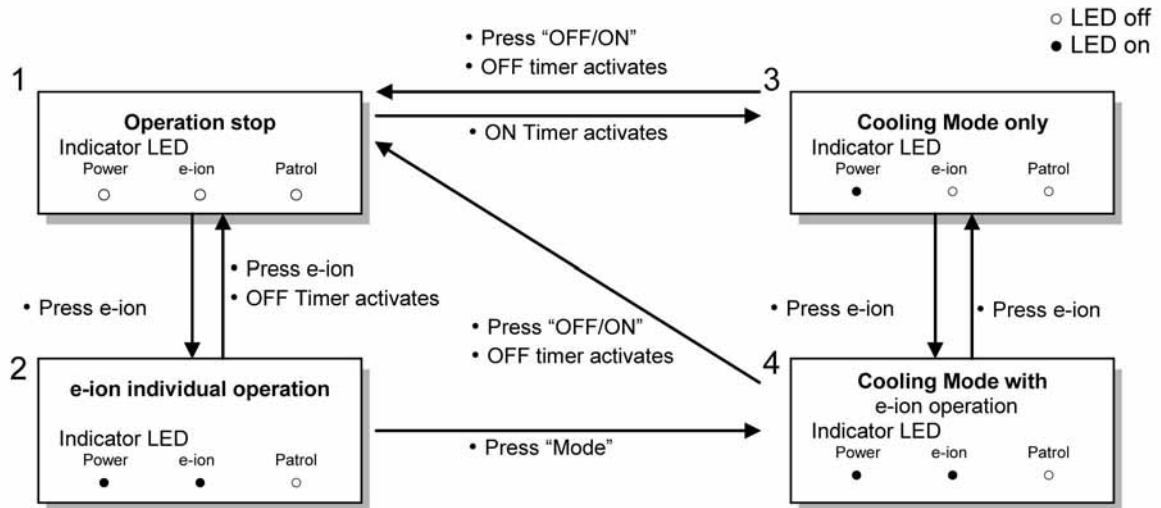 ○ LED off
● LED on
• Press “OFF/ON”
• OFF timer activates
1
3
• ON Timer activates
Operation stop
Indicator LED
Power e-ion Patrol
Cooling Mode only
Indicator LED
Power e-ion Patrol
• Press e-ion
• Press e-ion
• OFF Timer activates
• Press “OFF/ON”
• OFF timer activates
• Press e-ion
• Press e-ion
2
4
e-ion individual operation
Indicator LED
Power e-ion Patrol
• Press “Mode”
Cooling Mode with
e-ion operation
Indicator LED
Power e-ion Patrol